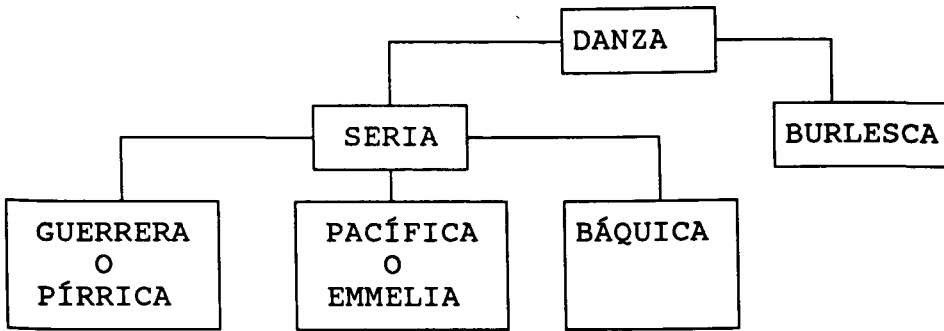 DANZA
SERIA
BURLESCA
GUERRERA
O
PÍRRICA
PACÍFICA
O
EMMELIA
BÁQUICA